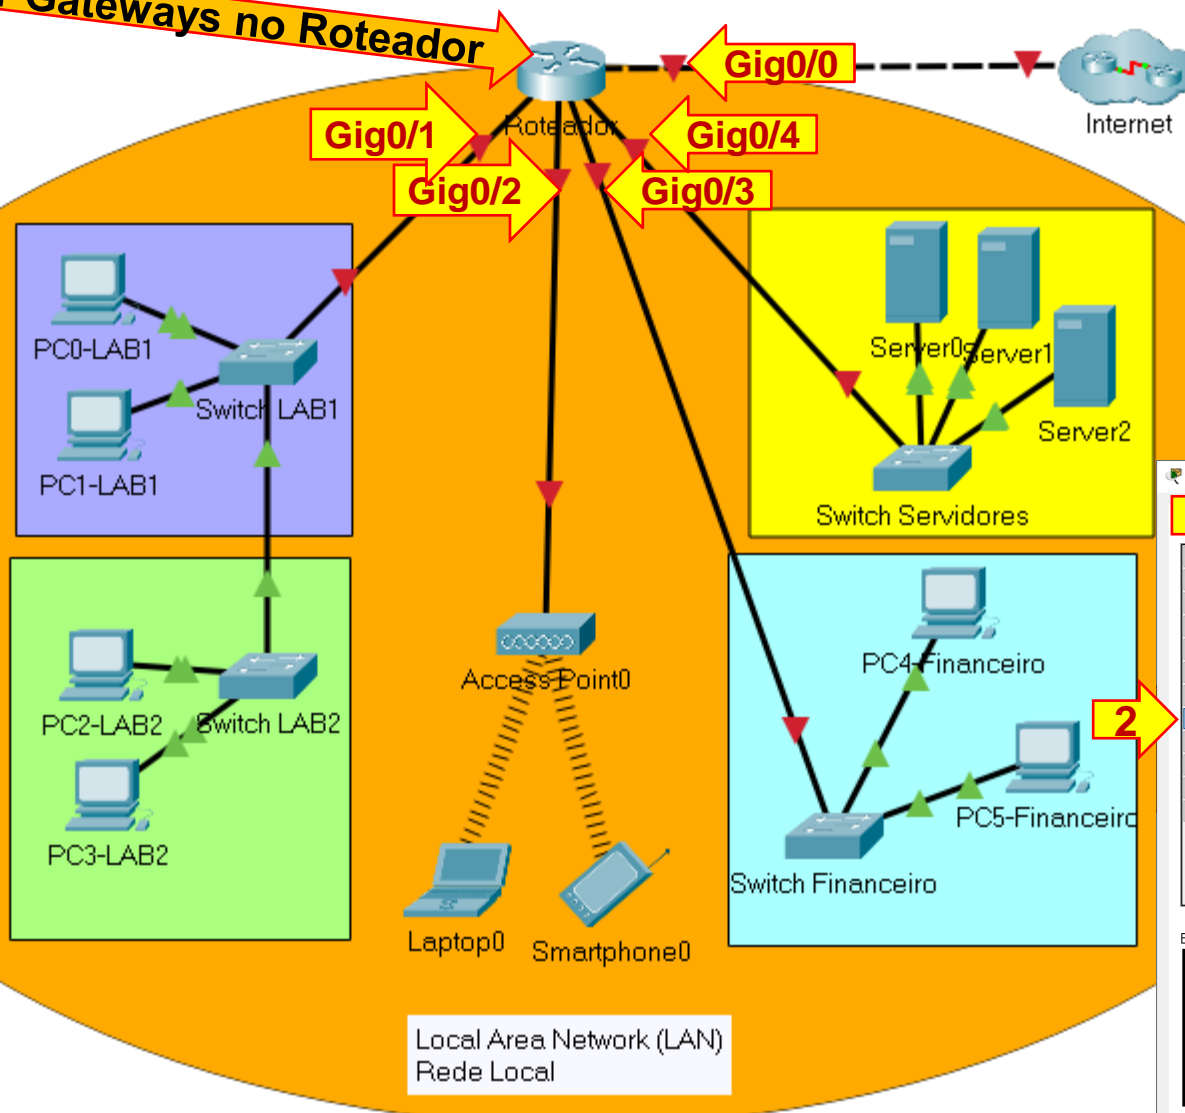 Gateways no Roteador
Gig0/0
Internet
Roteador
Gig0/1
Gig0/4
Gig0/2
Gig0/3
PC0-LAB1
Switch LAB1
PC1-LAB1
Server0s
Server1
Server2
Switch Servidores
PC2-LAB2
Switch LAB2
PC3-LAB2
Access Point0
PC4-Financeiro
2
PC5-Financeiro
Switch Financeiro
Laptop0
Smartphone0
Local Area Network (LAN)
Rede Local